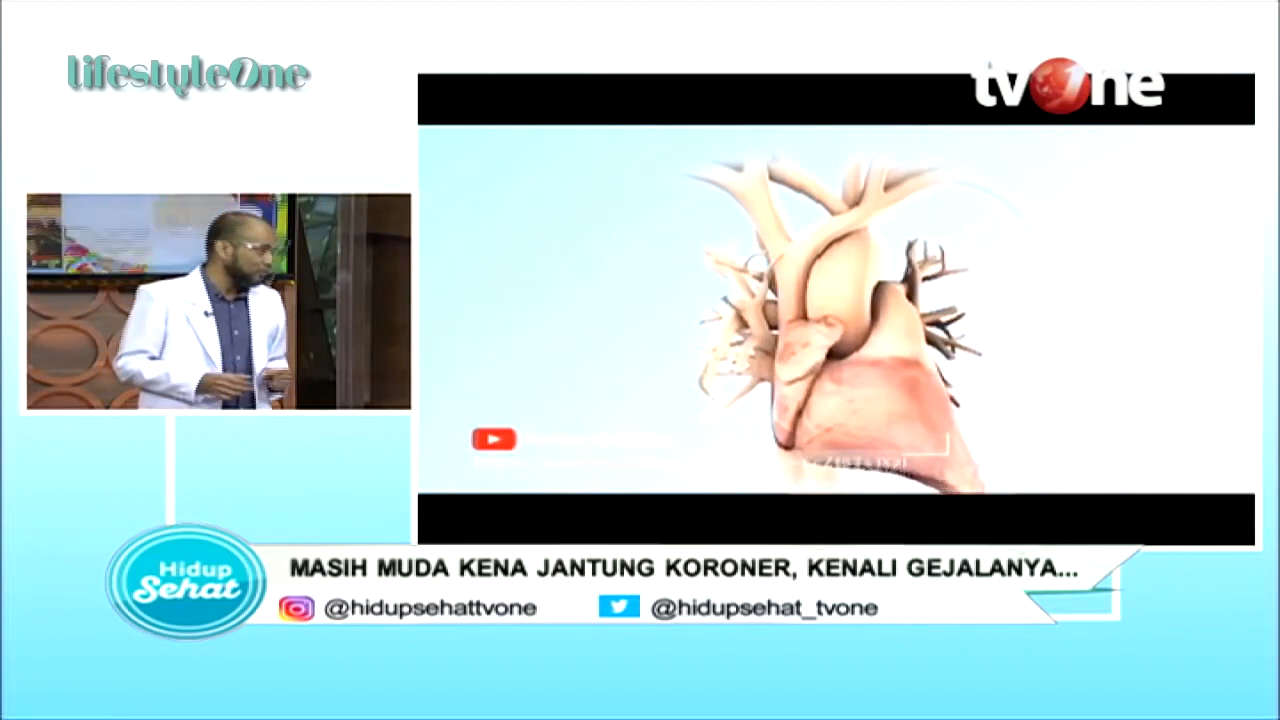 lifestyleOne
tvOne
Hidup
Sehat
MASIH MUDA KENA JANTUNG KORONER, KENALI GEJALANYA...
@hidupsehattvone
@hidupsehat_tvone